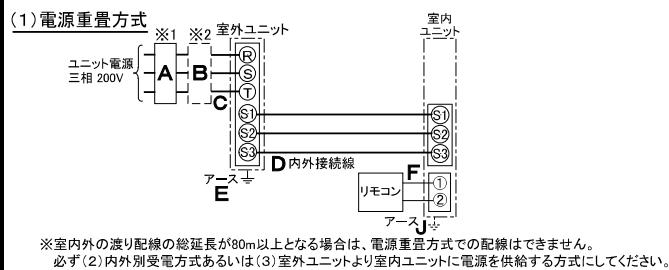 (1)電源重畳方式
※1 ※2 室外ユニット
室内
ユニット
ユニット電源
三相 200V
A
B
C
R
S
T
S1
S2
S3
S1
S2
S3
D 内外接続線
アース
E
リモコン
F
①
②
アース J
※室内外の渡り配線の総延長が80m以上となる場合は、電源重畳方式での配線はできません。
必ず(2)内外別受電方式あるいは(3)室外ユニットより室内ユニットに電源を供給する方式にしてください。